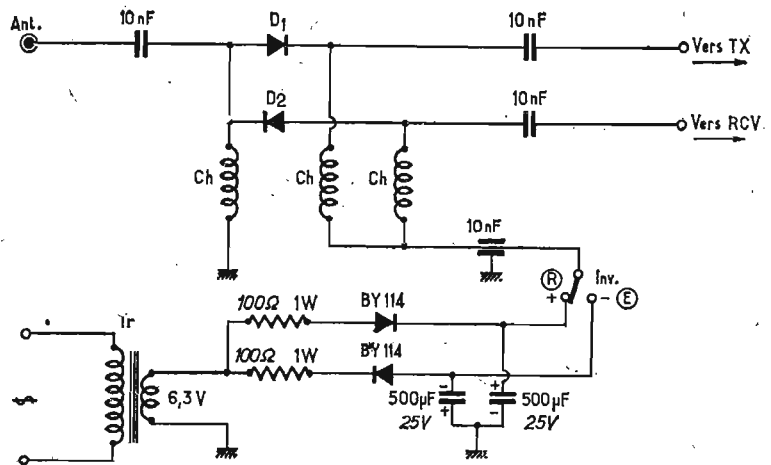 Ant.
10nF
D1
10nF
Vers TX
D2
10nF
Vers RCV
Ch
Ch
Ch
10nF
R
Inv.
+
- E
Tr
100Ω 1W
BY 114
100Ω 1W
BY 114
6,3 V
-
+
500µF
25V
+
-
500µF
25V